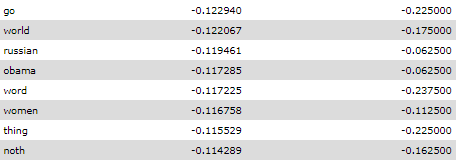 go -0.122940 -0.225000
world -0.122067 -0.175000
russian -0.119461 -0.062500
obama -0.117285 -0.062500
word -0.117225 -0.237500
women -0.116758 -0.112500
thing -0.115529 -0.225000
noth -0.114289 -0.162500